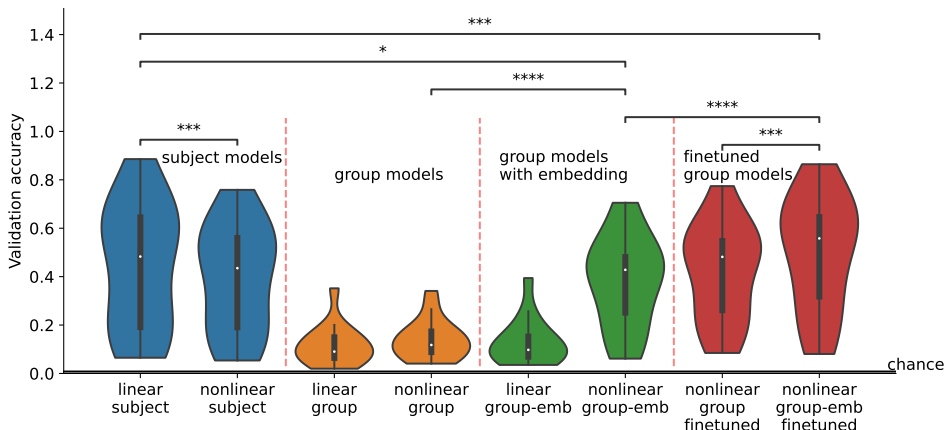 ***
1.4
*
1.2
****
****
1.0
***
***
subject models
group models
with embedding
finetuned
group models
group models
0.8
0.6
0.4
0.2
0.0
Validation accuracy
chance
linear
subject
nonlinear
subject
linear
group
nonlinear
group
linear
group-emb
nonlinear
group-emb
nonlinear
group
finetuned
nonlinear
group-emb
finetuned